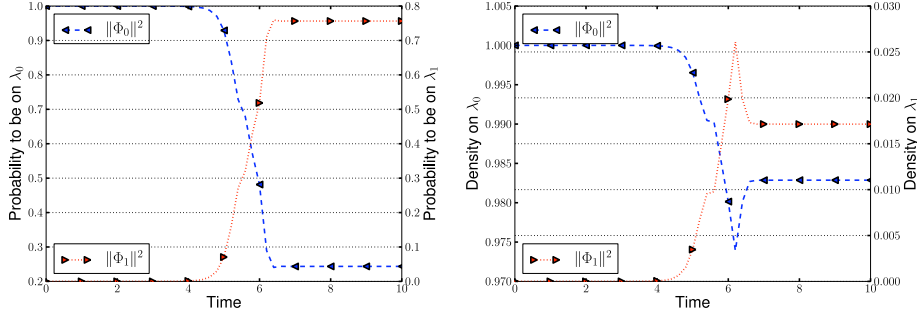 1.0
0.9
0.8
0.7
0.6
0.5
0.4
0.3
0.2
Probability to be on λ₀
0.8
0.7
0.6
0.5
0.4
0.3
0.2
0.1
0.0
Probability to be on λ₁
‖Φ₀‖²
‖Φ₁‖²
0 2 4 6 8 10
Time
1.005
1.000
0.995
0.990
0.985
0.980
0.975
0.970
Density on λ₀
0.030
0.025
0.020
0.015
0.010
0.005
0.000
Density on λ₁
‖Φ₀‖²
‖Φ₁‖²
0 2 4 6 8 10
Time